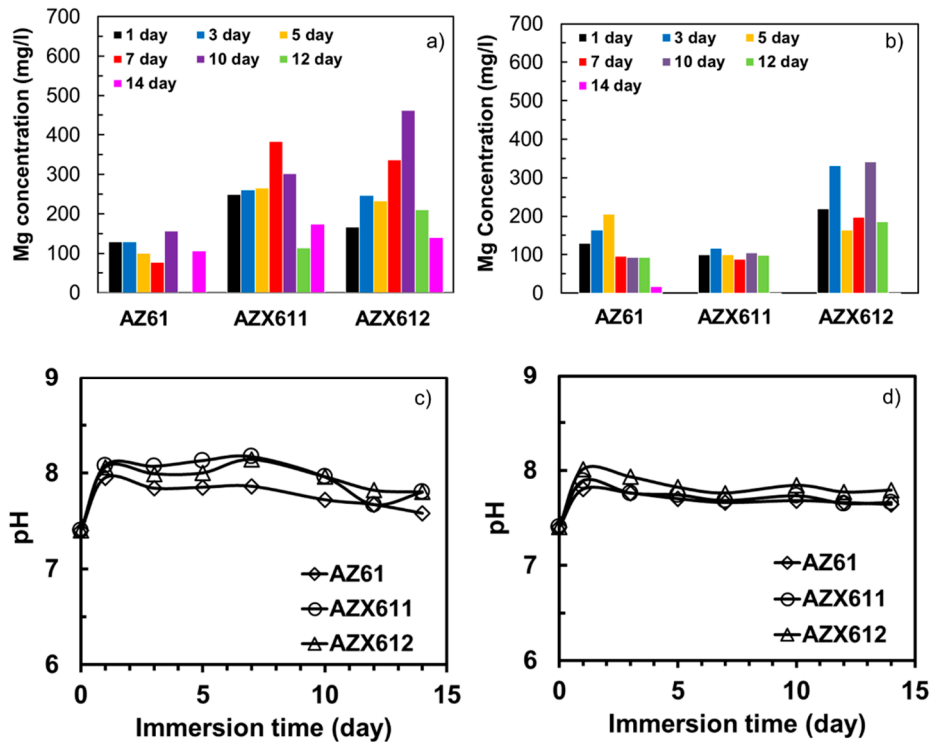 a)
1 day 3 day 5 day
7 day 10 day 12 day
14 day
Mg concentration (mg/l)
700
600
500
400
300
200
100
0
AZ61 AZX611 AZX612
b)
1 day 3 day 5 day
7 day 10 day 12 day
14 day
Mg Concentration (mg/l)
700
600
500
400
300
200
100
0
AZ61 AZX611 AZX612
c)
pH
9
8
7
6
AZ61
AZX611
AZX612
0 5 10 15
Immersion time (day)
d)
pH
9
8
7
6
AZ61
AZX611
AZX612
0 5 10 15
Immersion time (day)